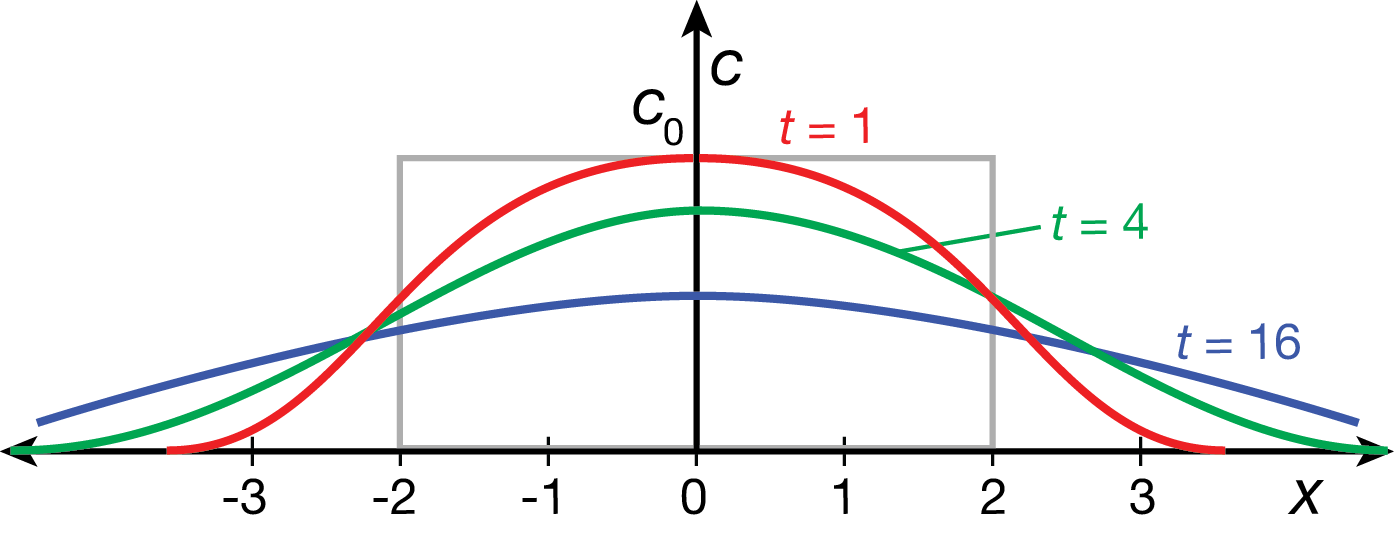 c
c0
t = 1
t = 4
t = 16
-3 -2 -1 0 1 2 3 x